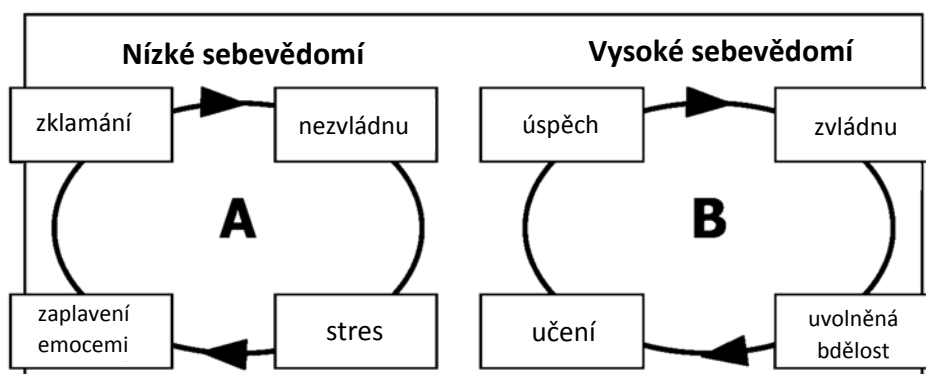 Nízké sebevědomí
zklamání
nezvládnu
A
zaplavení
emocemi
stres
Vysoké sebevědomí
úspěch
zvládnu
B
učení
uvolněná
bdělost